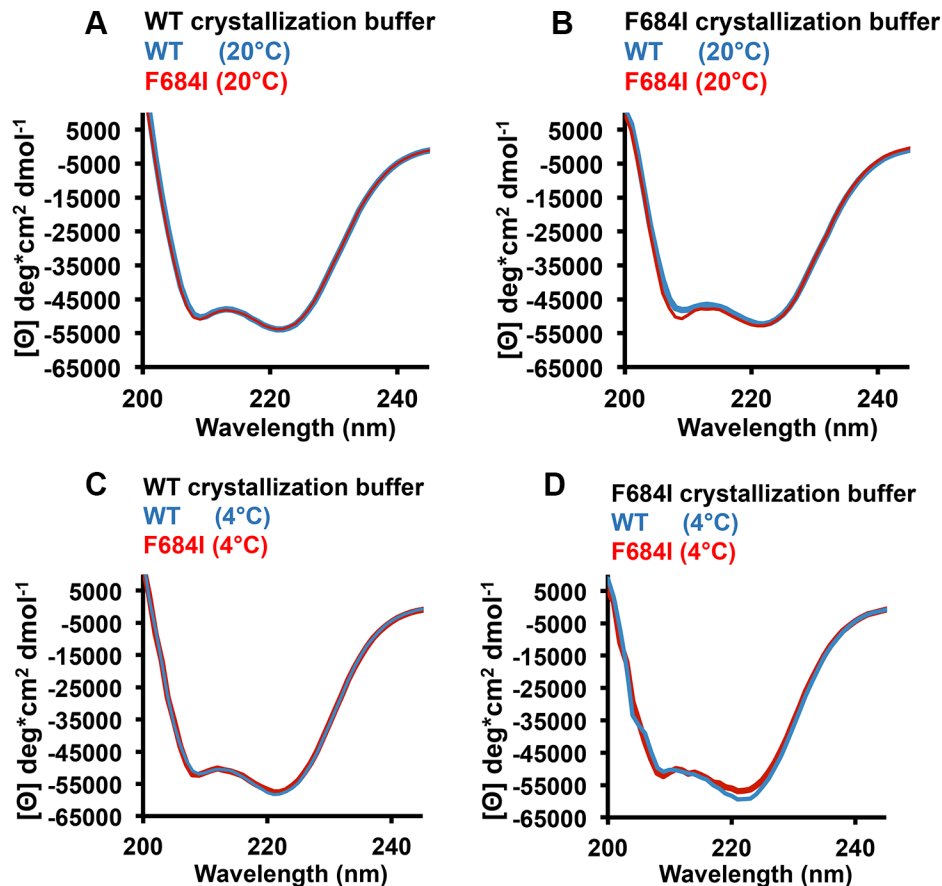 A
WT crystallization buffer
WT (20°C)
F684I (20°C)
5000
-5000
-15000
-25000
-35000
-45000
-55000
-65000
[Θ] deg*cm² dmol⁻¹
200 220 240
Wavelength (nm)
B
F684I crystallization buffer
WT (20°C)
F684I (20°C)
5000
-5000
-15000
-25000
-35000
-45000
-55000
-65000
[Θ] deg*cm² dmol⁻¹
200 220 240
Wavelength (nm)
C
WT crystallization buffer
WT (4°C)
F684I (4°C)
5000
-5000
-15000
-25000
-35000
-45000
-55000
-65000
[Θ] deg*cm² dmol⁻¹
200 220 240
Wavelength (nm)
D
F684I crystallization buffer
WT (4°C)
F684I (4°C)
5000
-5000
-15000
-25000
-35000
-45000
-55000
-65000
[Θ] deg*cm² dmol⁻¹
200 220 240
Wavelength (nm)